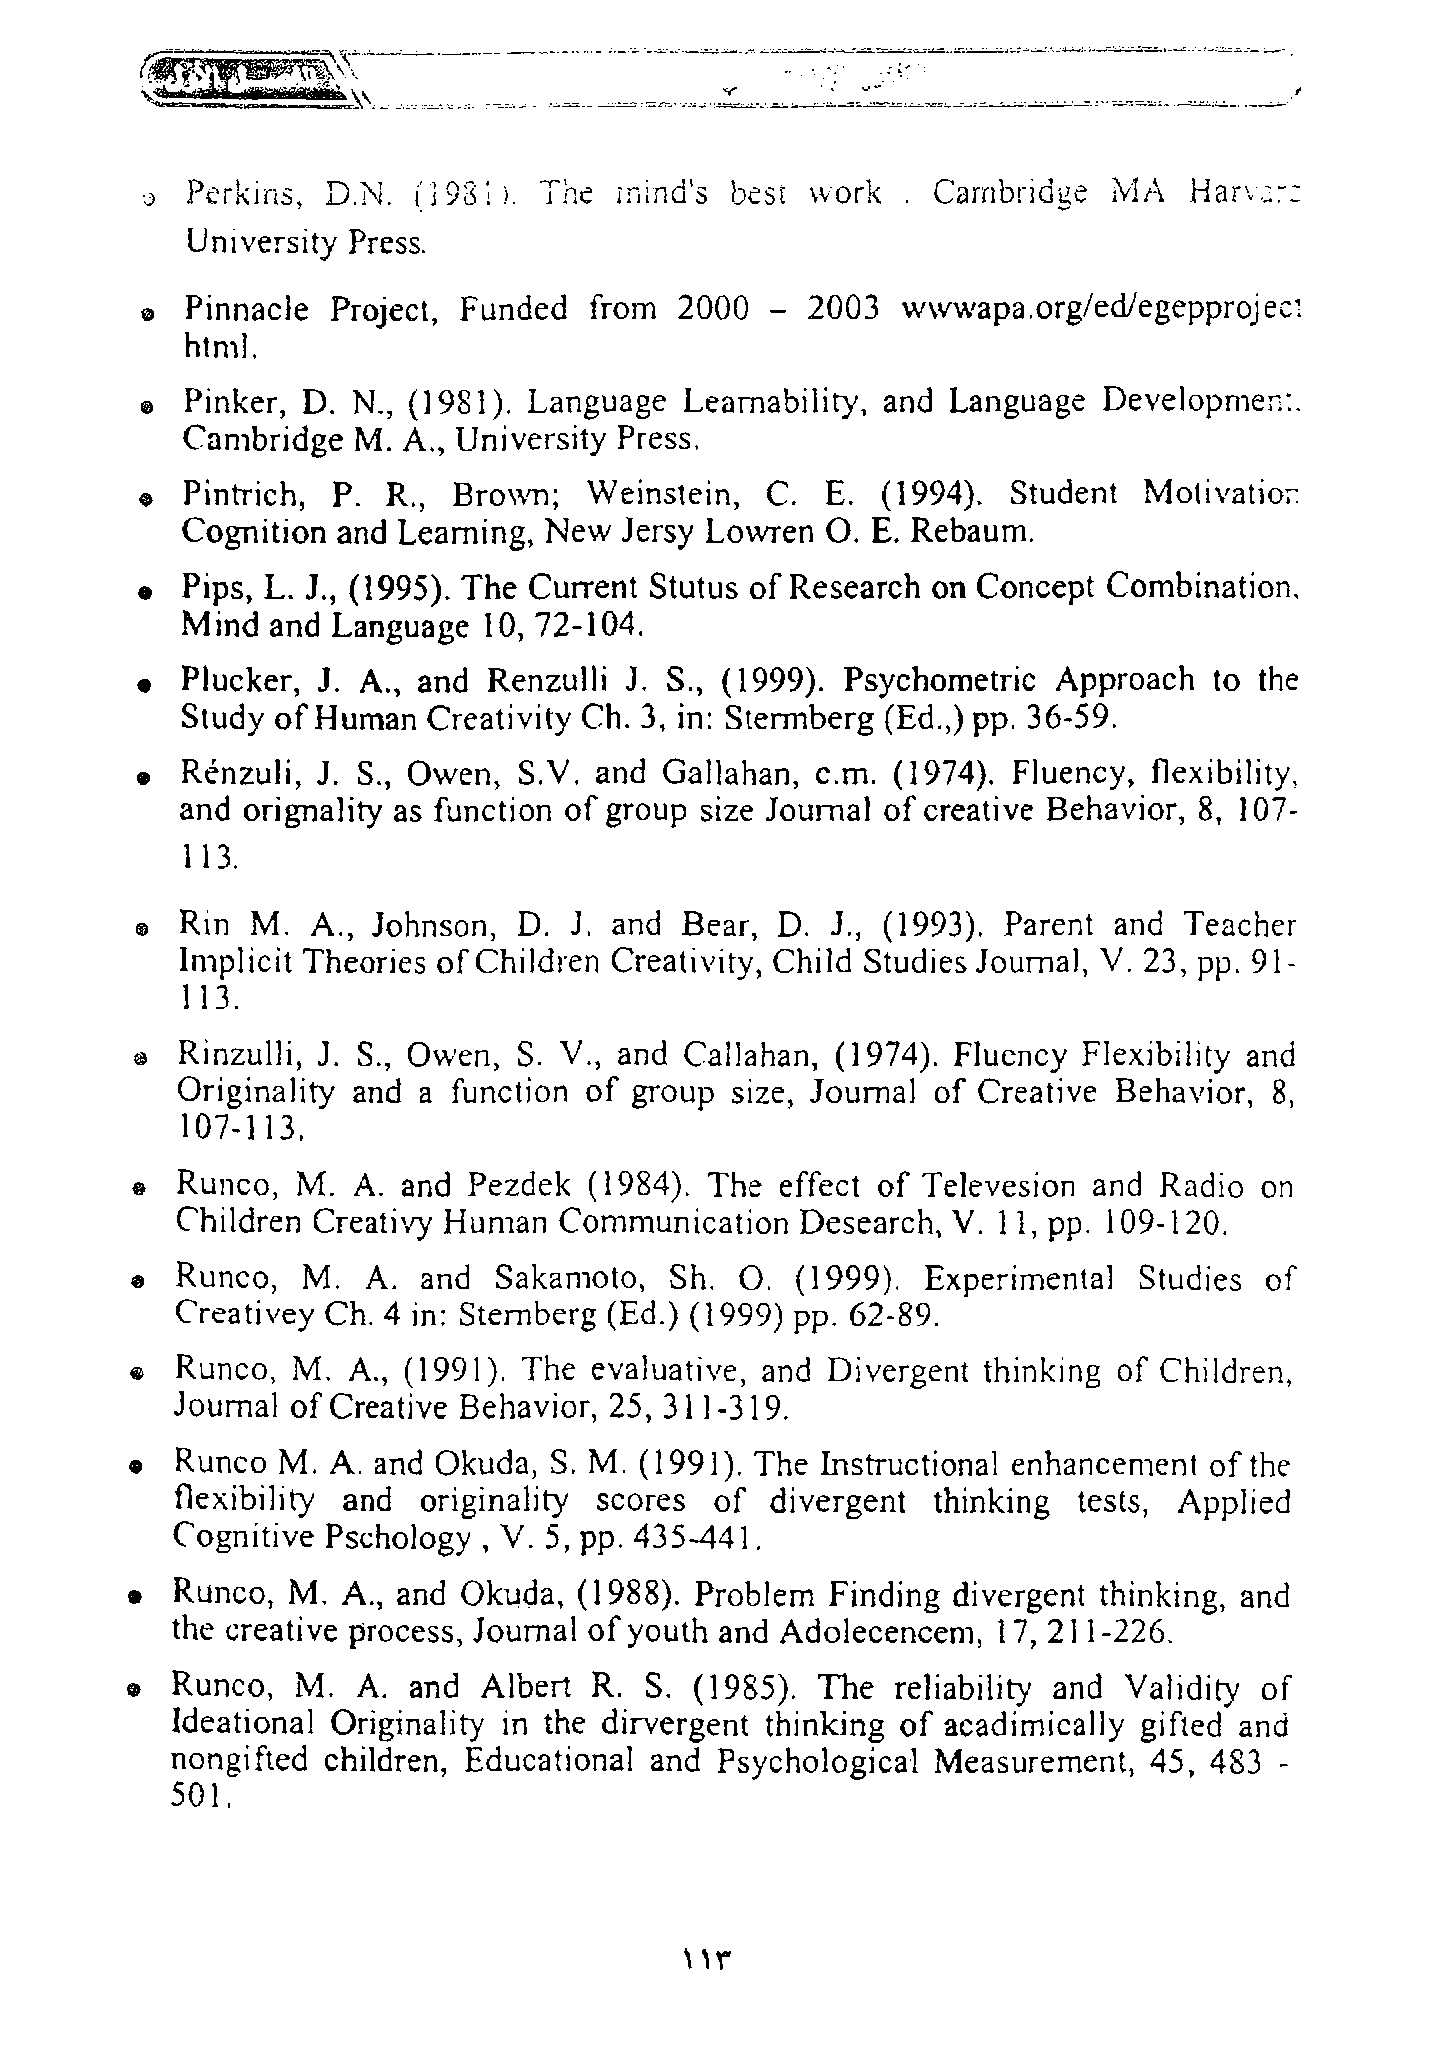 Perkins, D.N. (1981). The mind's best work . Cambridge MA Harvard
University Press.
Pinnacle Project, Funded from 2000 – 2003 wwwapa.org/ed/egepproject
html.
Pinker, D. N., (1981). Language Learnability, and Language Development.
Cambridge M. A., University Press.
Pintrich, P. R., Brown; Weinstein, C. E. (1994). Student Motivation
Cognition and Learning, New Jersy Lowren O. E. Rebaum.
Pips, L. J., (1995). The Current Stutus of Research on Concept Combination.
Mind and Language 10, 72-104.
Plucker, J. A., and Renzulli J. S., (1999). Psychometric Approach to the
Study of Human Creativity Ch. 3, in: Stermberg (Ed.,) pp. 36-59.
Rénzuli, J. S., Owen, S.V. and Gallahan, c.m. (1974). Fluency, flexibility,
and orignality as function of group size Journal of creative Behavior, 8, 107-
113.
Rin M. A., Johnson, D. J. and Bear, D. J., (1993). Parent and Teacher
Implicit Theories of Children Creativity, Child Studies Journal, V. 23, pp. 91-
113.
Rinzulli, J. S., Owen, S. V., and Callahan, (1974). Fluency Flexibility and
Originality and a function of group size, Journal of Creative Behavior, 8,
107-113.
Runco, M. A. and Pezdek (1984). The effect of Televesion and Radio on
Children Creativy Human Communication Desearch, V. 11, pp. 109-120.
Runco, M. A. and Sakamoto, Sh. O. (1999). Experimental Studies of
Creativey Ch. 4 in: Sternberg (Ed.) (1999) pp. 62-89.
Runco, M. A., (1991). The evaluative, and Divergent thinking of Children,
Journal of Creative Behavior, 25, 311-319.
Runco M. A. and Okuda, S. M. (1991). The Instructional enhancement of the
flexibility and originality scores of divergent thinking tests, Applied
Cognitive Pschology , V. 5, pp. 435-441.
Runco, M. A., and Okuda, (1988). Problem Finding divergent thinking, and
the creative process, Journal of youth and Adolecencem, 17, 211-226.
Runco, M. A. and Albert R. S. (1985). The reliability and Validity of
Ideational Originality in the dirvergent thinking of acadimically gifted and
nongifted children, Educational and Psychological Measurement, 45, 483 -
501.
١١٣